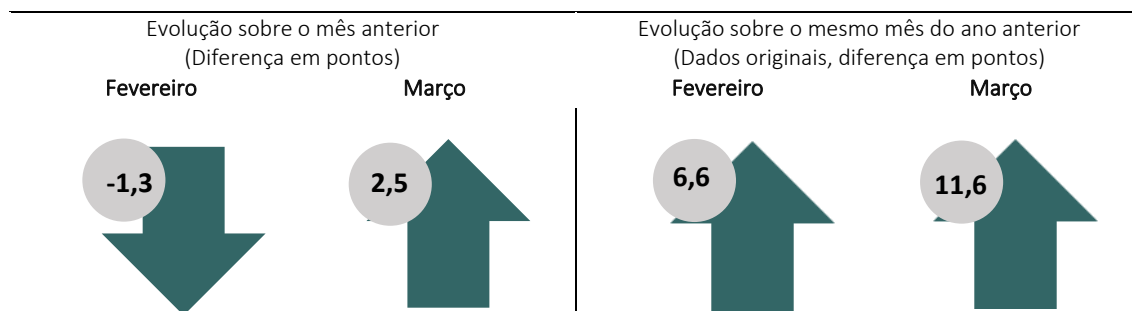 Evolução sobre o mês anterior
(Diferença em pontos)
Fevereiro
Março
-1,3
2,5
Evolução sobre o mesmo mês do ano anterior
(Dados originais, diferença em pontos)
Fevereiro
Março
6,6
11,6